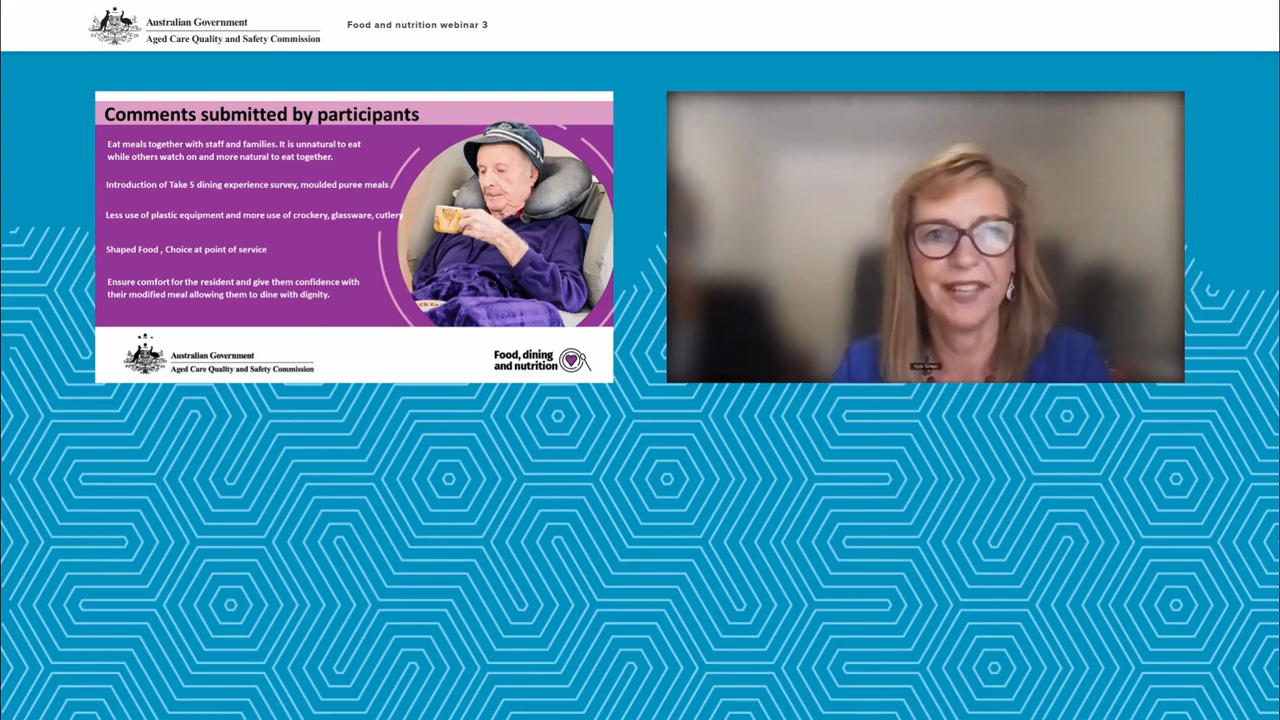 Australian Government
Aged Care Quality and Safety Commission
Food and nutrition webinar 3
Comments submitted by participants
Eat meals together with staff and families. It is unnatural to eat
while others watch on and more natural to eat together.
Introduction of Take 5 dining experience survey, moulded puree meals
Less use of plastic equipment and more use of crockery, glassware, cutlery
Shaped Food , Choice at point of service
Ensure comfort for the resident and give them confidence with
their modified meal allowing them to dine with dignity.
Australian Government
Aged Care Quality and Safety Commission
Food, dining
and nutrition